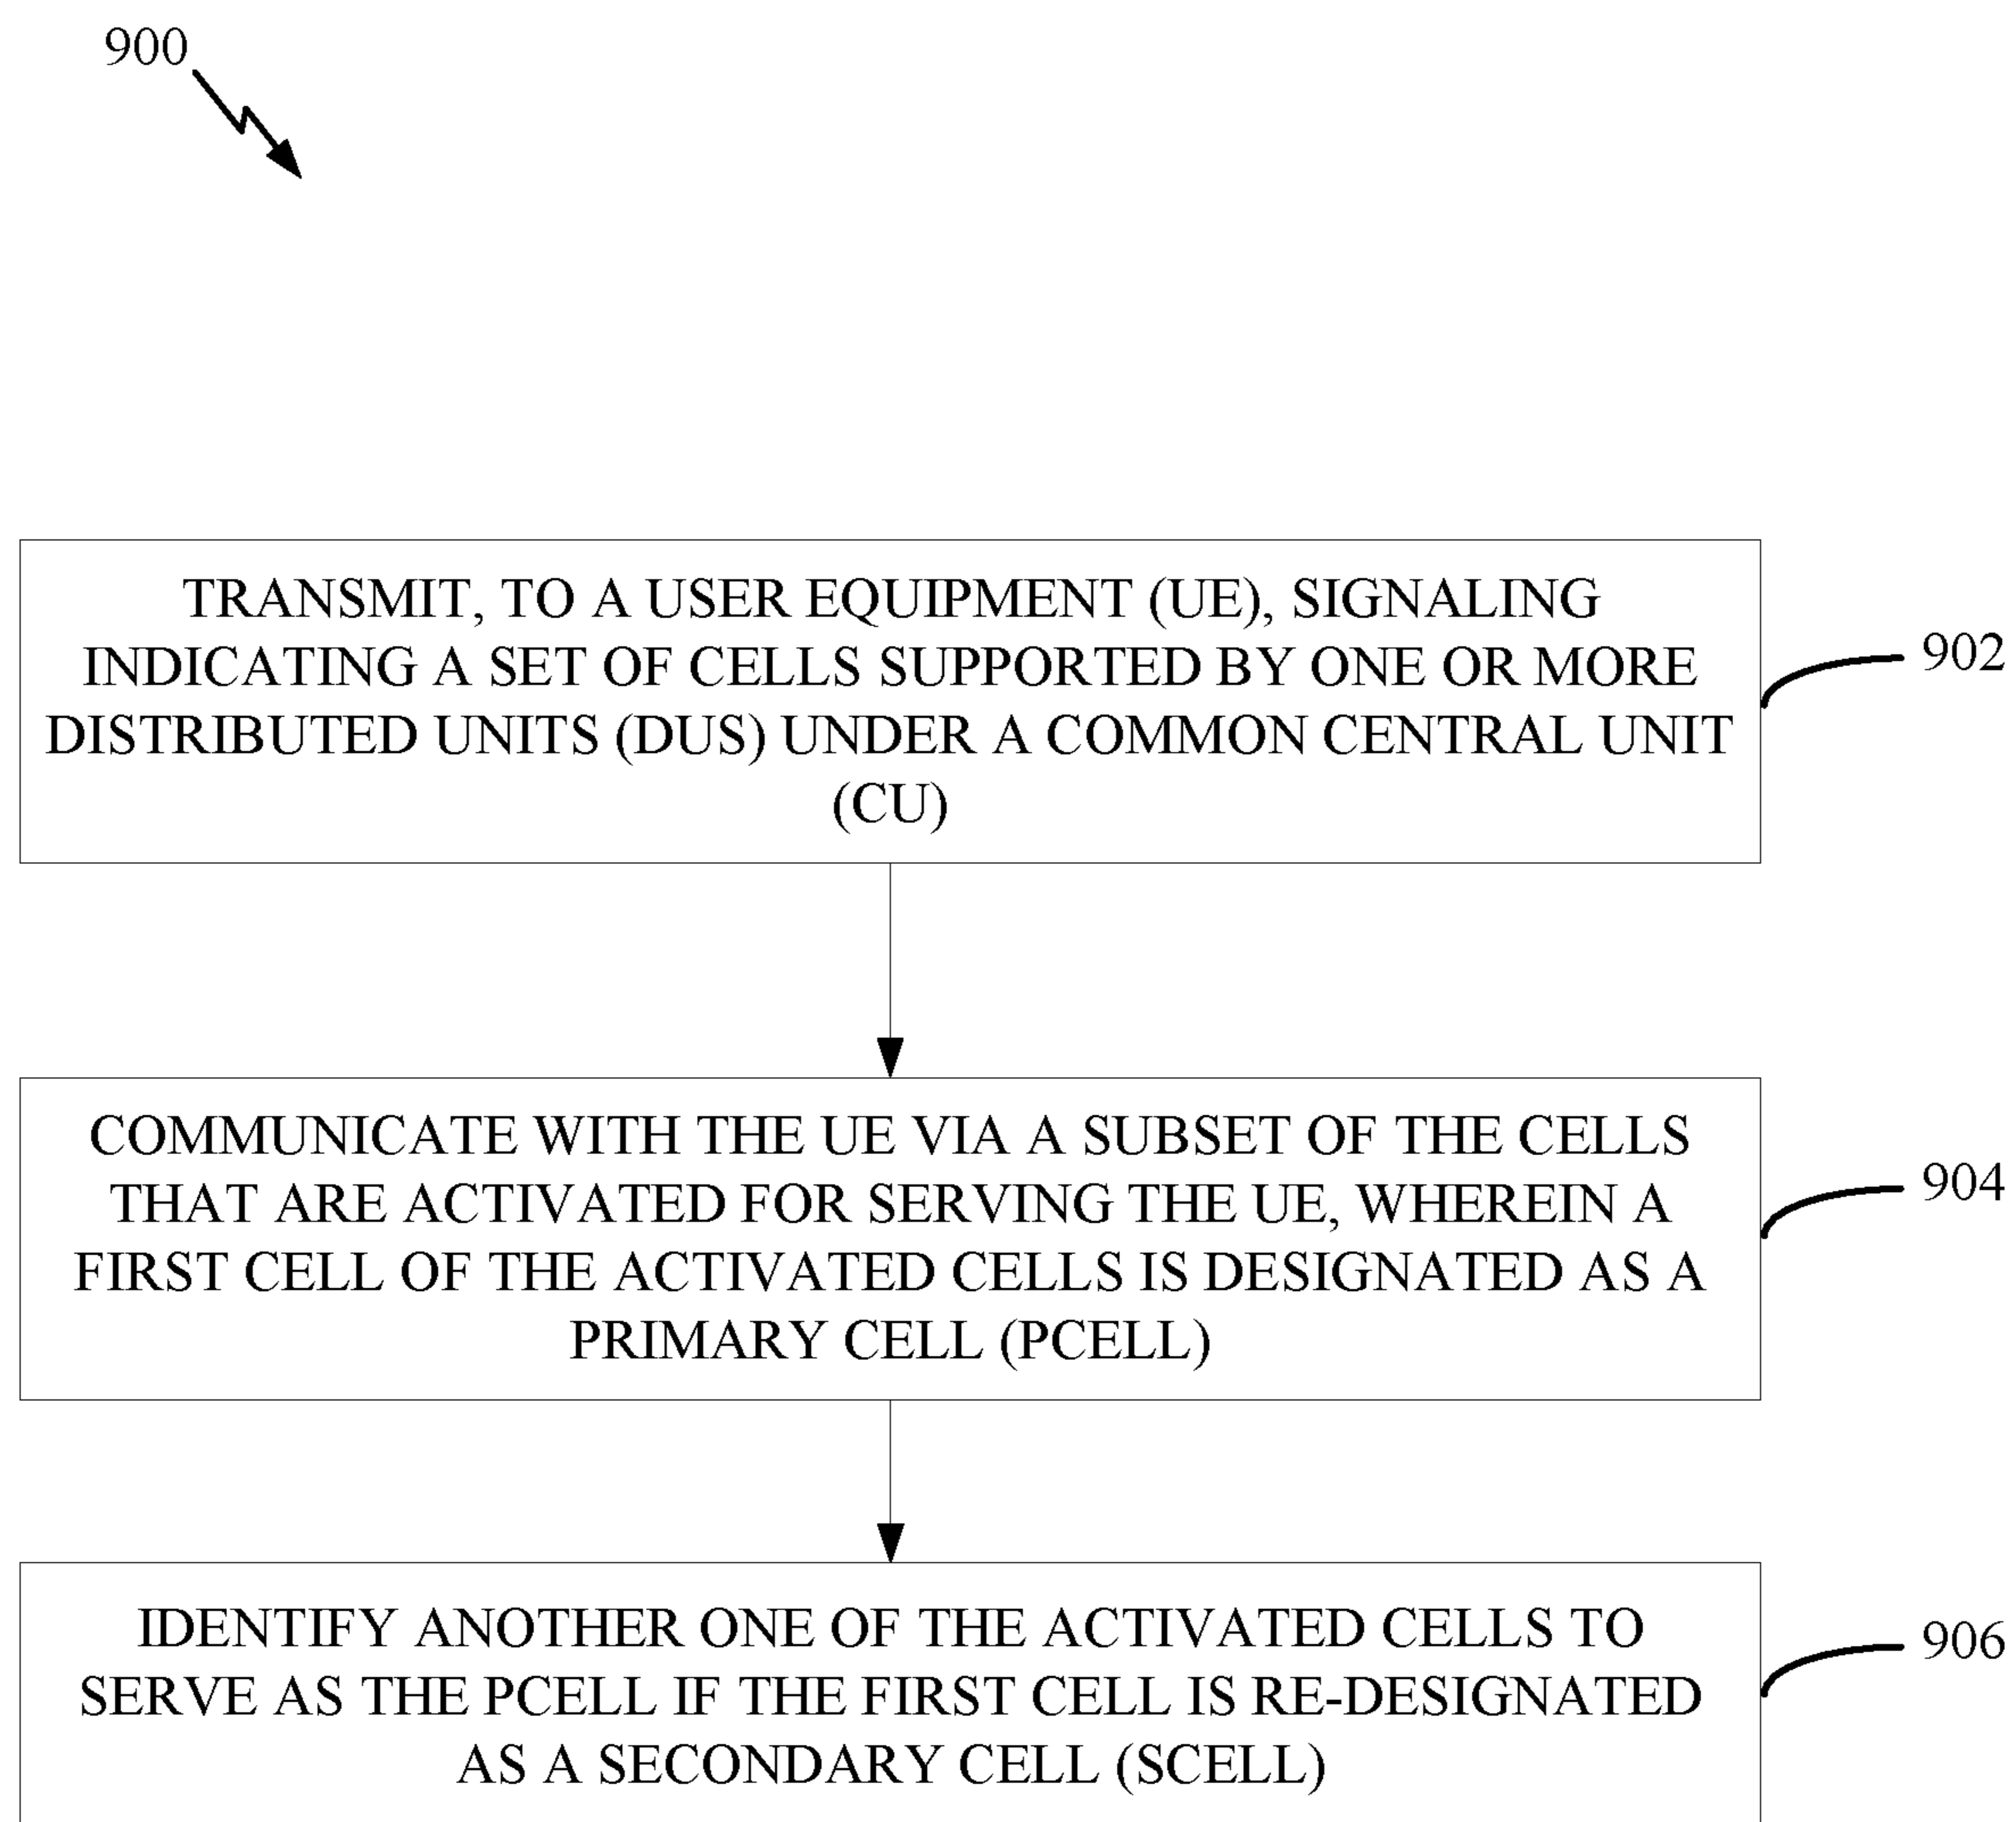 900
TRANSMIT, TO A USER EQUIPMENT (UE), SIGNALING
INDICATING A SET OF CELLS SUPPORTED BY ONE OR MORE
DISTRIBUTED UNITS (DUS) UNDER A COMMON CENTRAL UNIT
(CU)
902
COMMUNICATE WITH THE UE VIA A SUBSET OF THE CELLS
THAT ARE ACTIVATED FOR SERVING THE UE, WHEREIN A
FIRST CELL OF THE ACTIVATED CELLS IS DESIGNATED AS A
PRIMARY CELL (PCELL)
904
IDENTIFY ANOTHER ONE OF THE ACTIVATED CELLS TO
SERVE AS THE PCELL IF THE FIRST CELL IS RE-DESIGNATED
AS A SECONDARY CELL (SCELL)
906